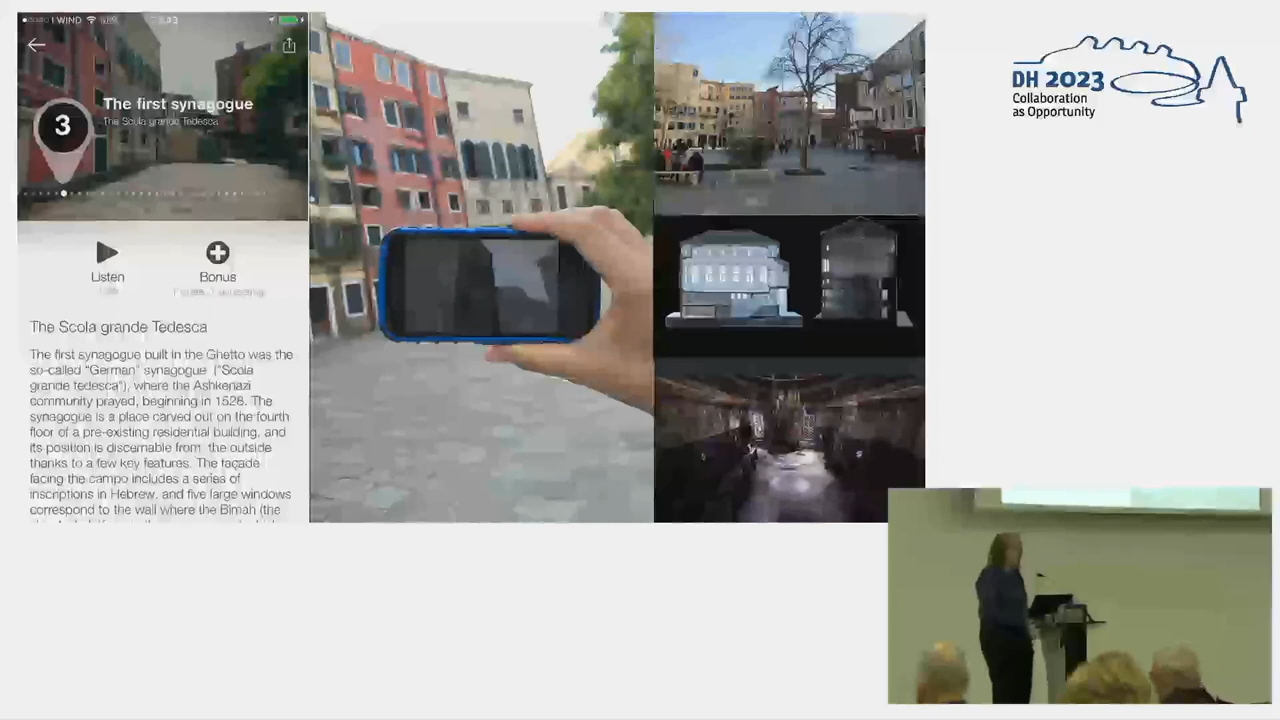 WIND
The first synagogue
The Scola grande Tedesca
3
Listen
Bonus
The Scola grande Tedesca
The first synagogue built in the Ghetto was the
so-called "German" synagogue ("Scola
grande tedesca"), where the Ashkenazi
community prayed, beginning in 1528. The
synagogue is a place carved out on the fourth
floor of a pre-existing residential building, and
its position is discernable from the outside
thanks to a few key features. The façade
facing the campo includes a series of
inscriptions in Hebrew, and five large windows
correspond to the wall where the Bimah (the
DH 2023
Collaboration
as Opportunity